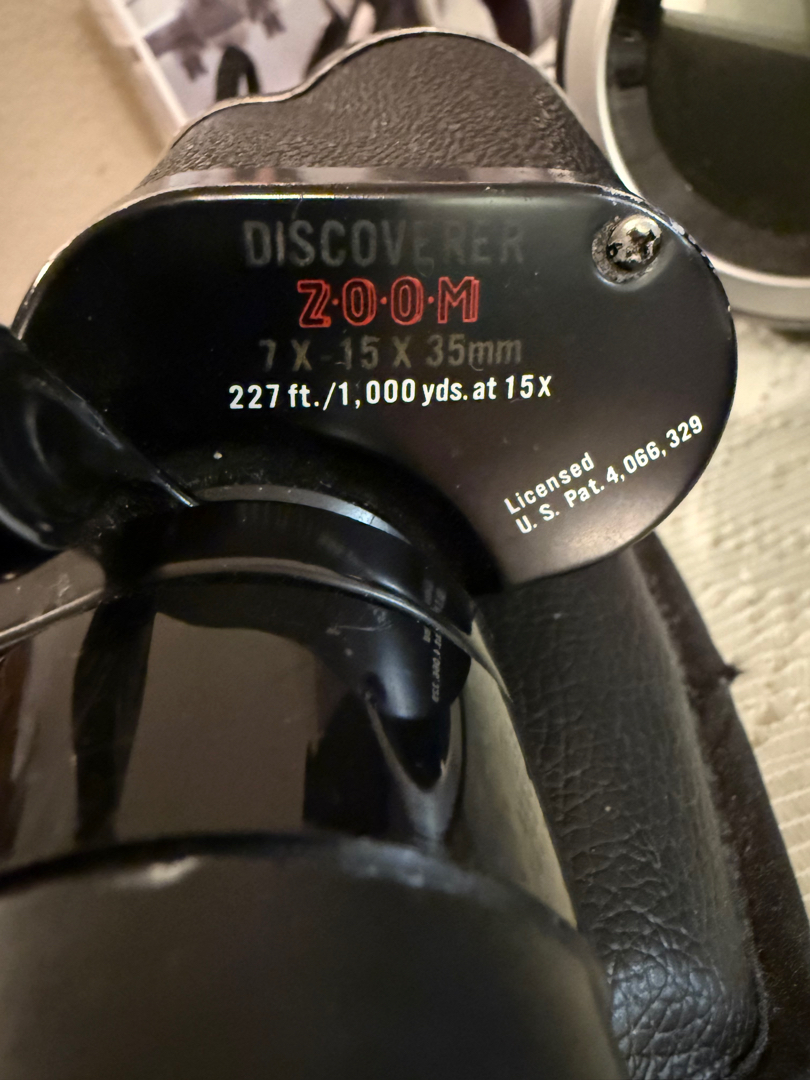 DISCOVERER
Z·O·O·M
7 X - 15 X 35mm
227 ft./1,000 yds. at 15X
Licensed
U. S. Pat. 4,066,329